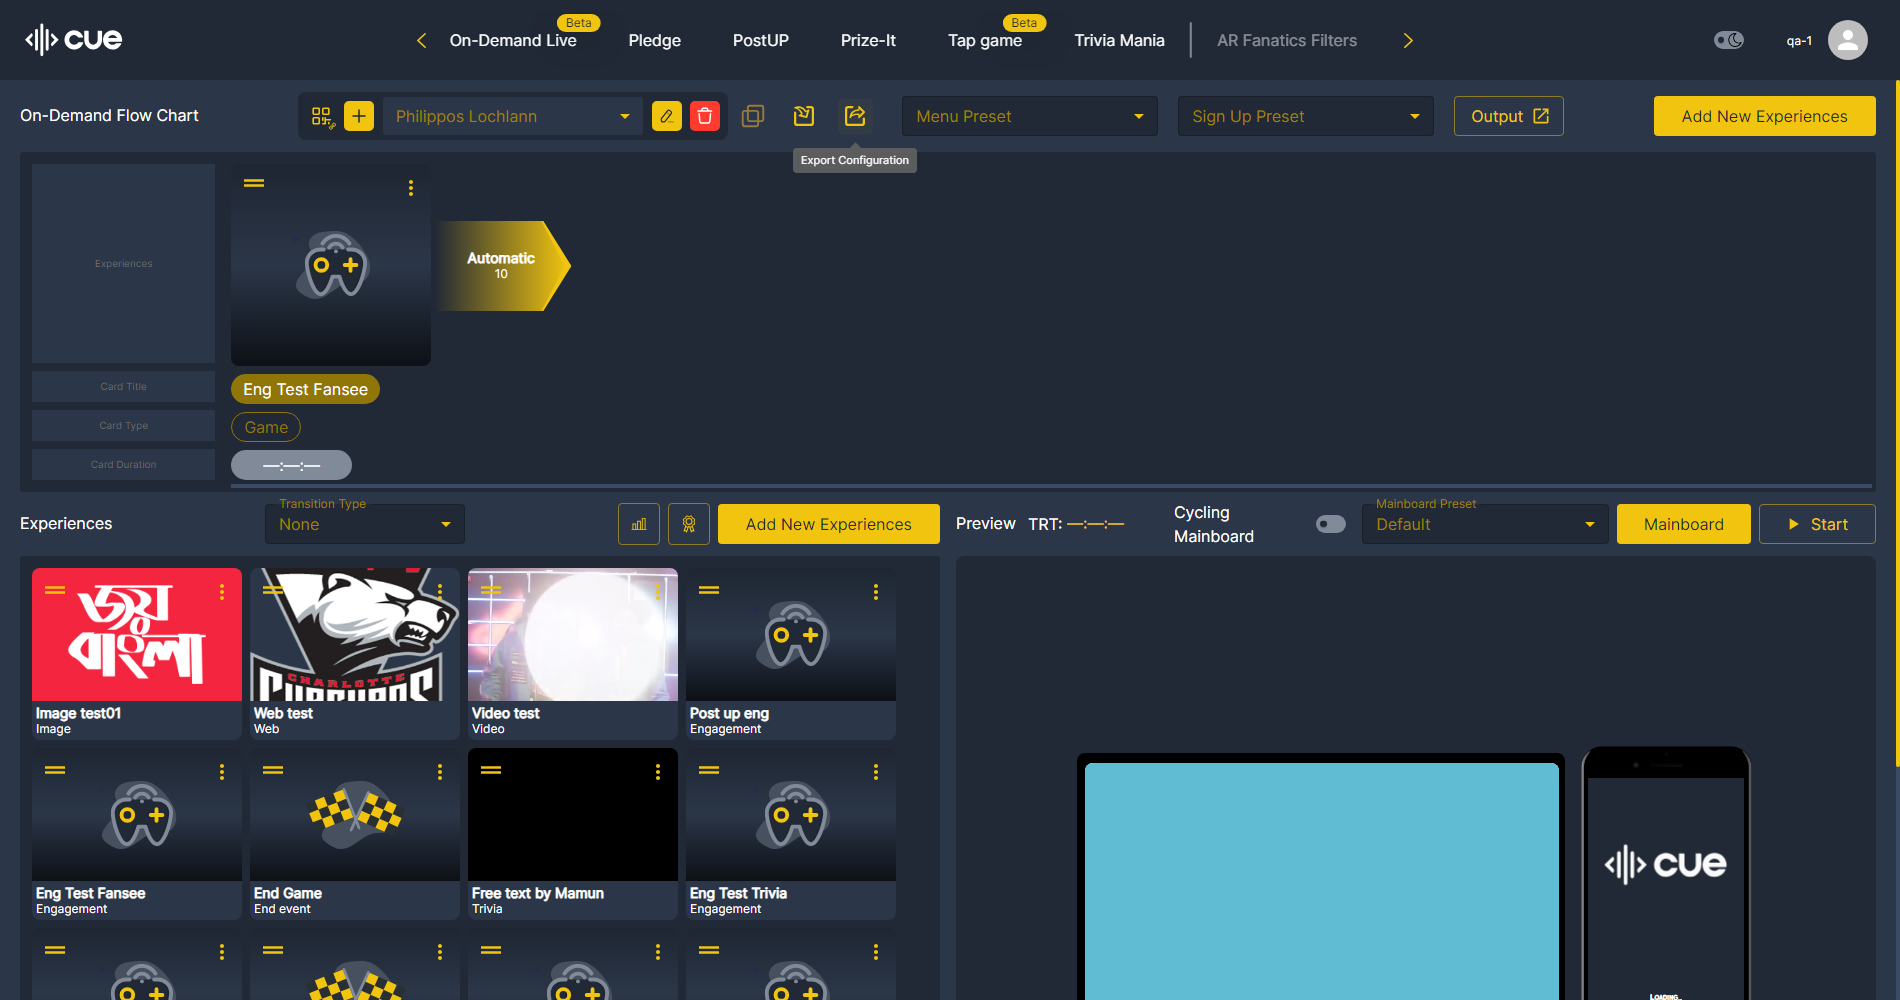 cue
On-Demand Live
Beta
Pledge
PostUP
Prize-It
Tap game
Beta
Trivia Mania
AR Fanatics Filters
qa-1
On-Demand Flow Chart
Philippos Lochlann
Menu Preset
Sign Up Preset
Output
Add New Experiences
Export Configuration
Experiences
Automatic
10
Card Title
Eng Test Fansee
Card Type
Game
Card Duration
—:—:—
Experiences
Transition Type
None
Add New Experiences
Preview
TRT: —:—:—
Cycling
Mainboard
Mainboard Preset
Default
Mainboard
Start
জয়
বাংলা
CHARLOTTE
Image test01
Image
Web test
Web
Video test
Video
Post up eng
Engagement
Eng Test Fansee
Engagement
End Game
End event
Free text by Mamun
Trivia
Eng Test Trivia
Engagement
cue
LOADING...